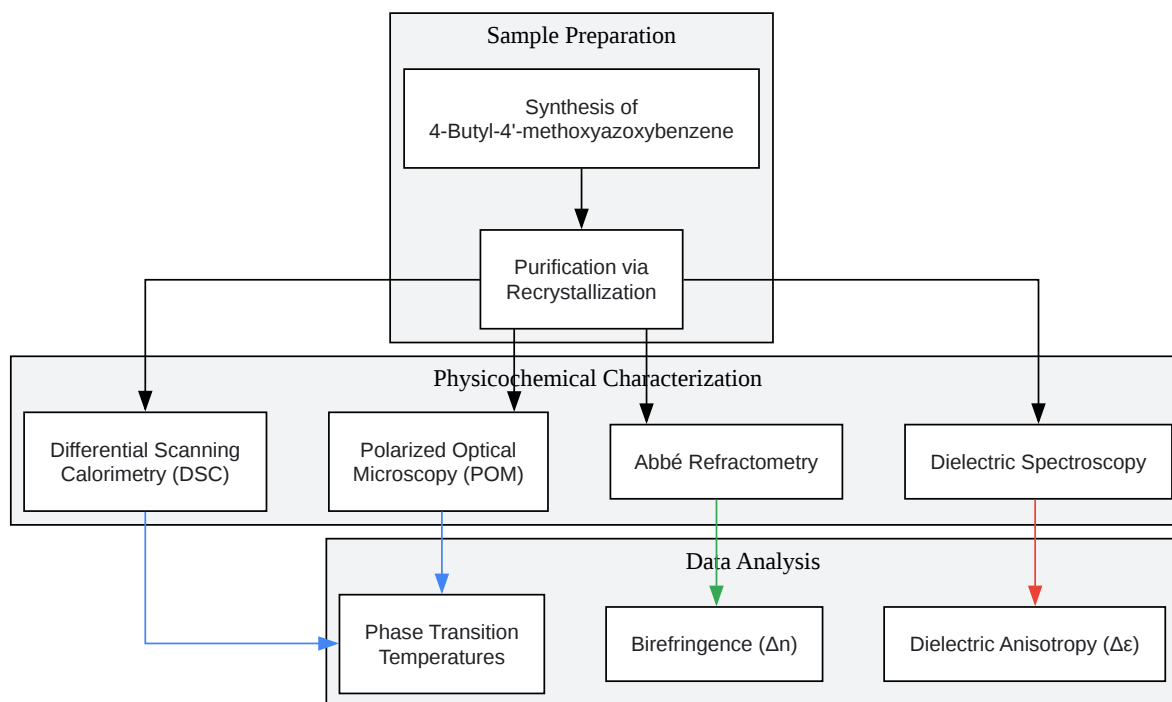 Sample Preparation
Synthesis of
4-Butyl-4'-methoxyazoxybenzene
Purification via
Recrystallization
Physicochemical Characterization
Differential Scanning
Calorimetry (DSC)
Polarized Optical
Microscopy (POM)
Abbé Refractometry
Dielectric Spectroscopy
Data Analysis
Phase Transition
Temperatures
Birefringence (Δn)
Dielectric Anisotropy (Δε)